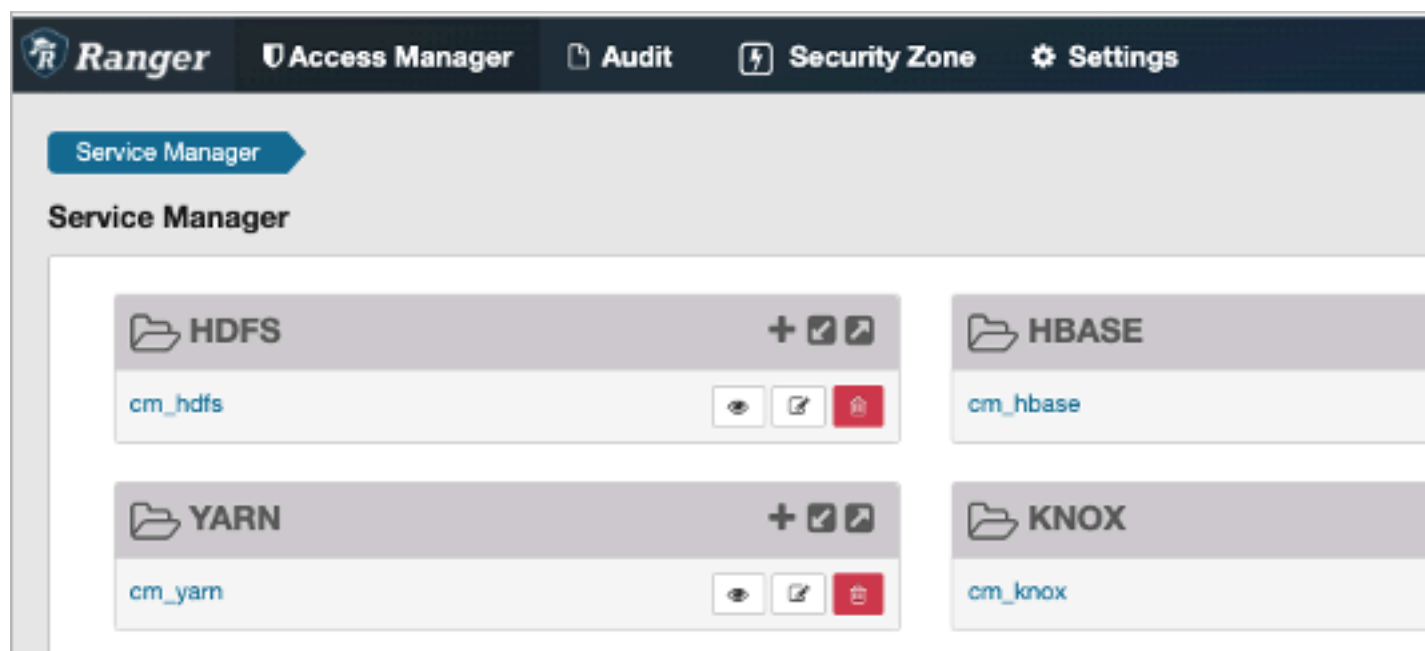 Ranger Access Manager Audit Security Zone Settings
Service Manager
Service Manager
HDFS HBASE
cm_hdfs cm_hbase
YARN KNOX
cm_yarn cm_knox